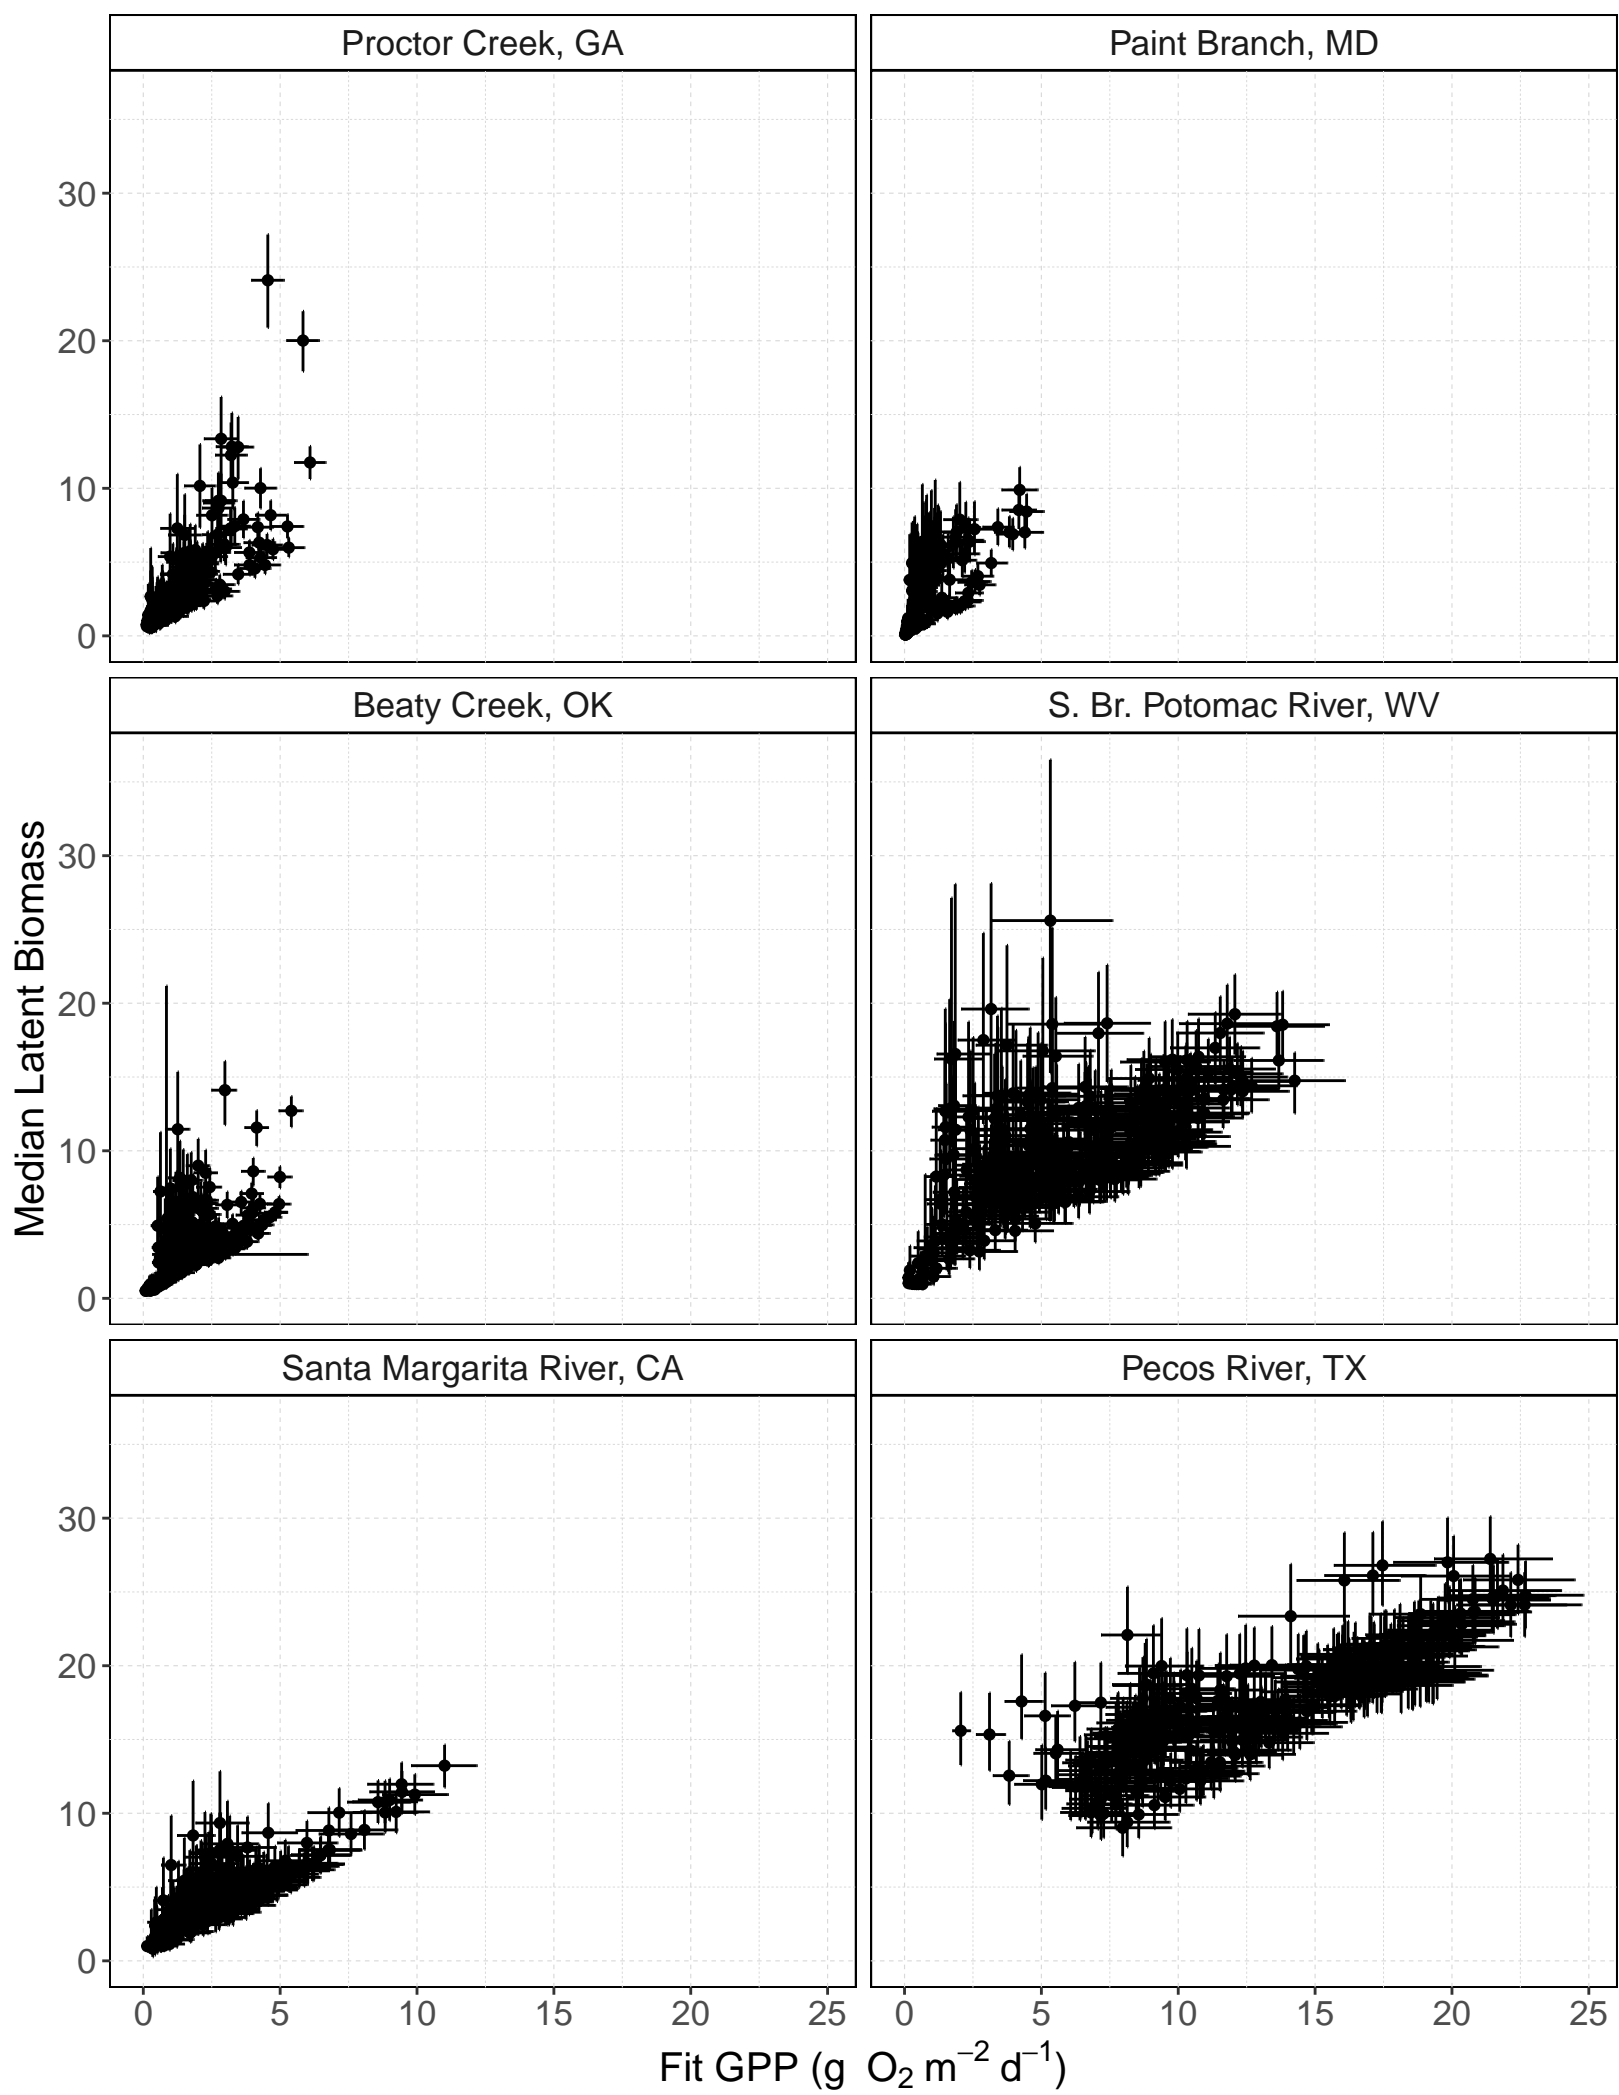 Proctor Creek, GA
Paint Branch, MD
30
20
10
0
Beaty Creek, OK
S. Br. Potomac River, WV
Median Latent Biomass
30
20
10
0
Santa Margarita River, CA
Pecos River, TX
30
20
10
0
0 5 10 15 20 25
0 5 10 15 20 25
Fit GPP (g O₂ m⁻² d⁻¹)